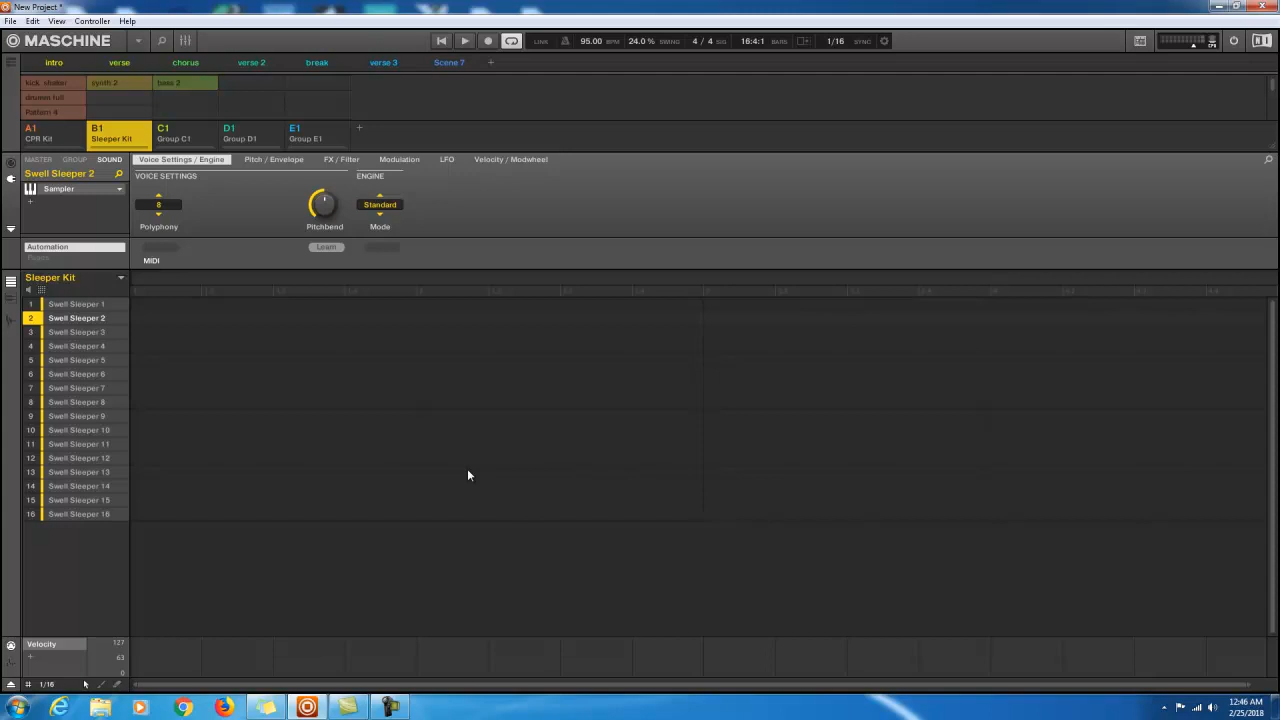 New Project *
File Edit View Controller Help
MASCHINE LIVE 95.00 BPM 24.0 % SWING 4 / 4 SIG 16:4:1 BARS 1/16 SYNC CPU
intro verse chorus verse 2 break verse 3 Scene 7 +
synth 2 bass 2
Pattern 4
A1 B1 C1 D1 E1 +
CPR Kit Sleeper Kit Group C1 Group D1 Group E1
MASTER GROUP SOUND Voice Settings / Engine Pitch / Envelope FX / Filter Modulation LFO Velocity / Modwheel
Swell Sleeper 2 VOICE SETTINGS ENGINE
Sampler
+ 8 Standard
Polyphony Pitchbend Mode
Automation Learn
MIDI
Sleeper Kit
1 Swell Sleeper 1
2 Swell Sleeper 2
3 Swell Sleeper 3
4 Swell Sleeper 4
5 Swell Sleeper 5
6 Swell Sleeper 6
7 Swell Sleeper 7
8 Swell Sleeper 8
9 Swell Sleeper 9
10 Swell Sleeper 10
11 Swell Sleeper 11
12 Swell Sleeper 12
13 Swell Sleeper 13
14 Swell Sleeper 14
15 Swell Sleeper 15
16 Swell Sleeper 16
Velocity 127
+ 63
0
1/16
12:46 AM
2/25/2018